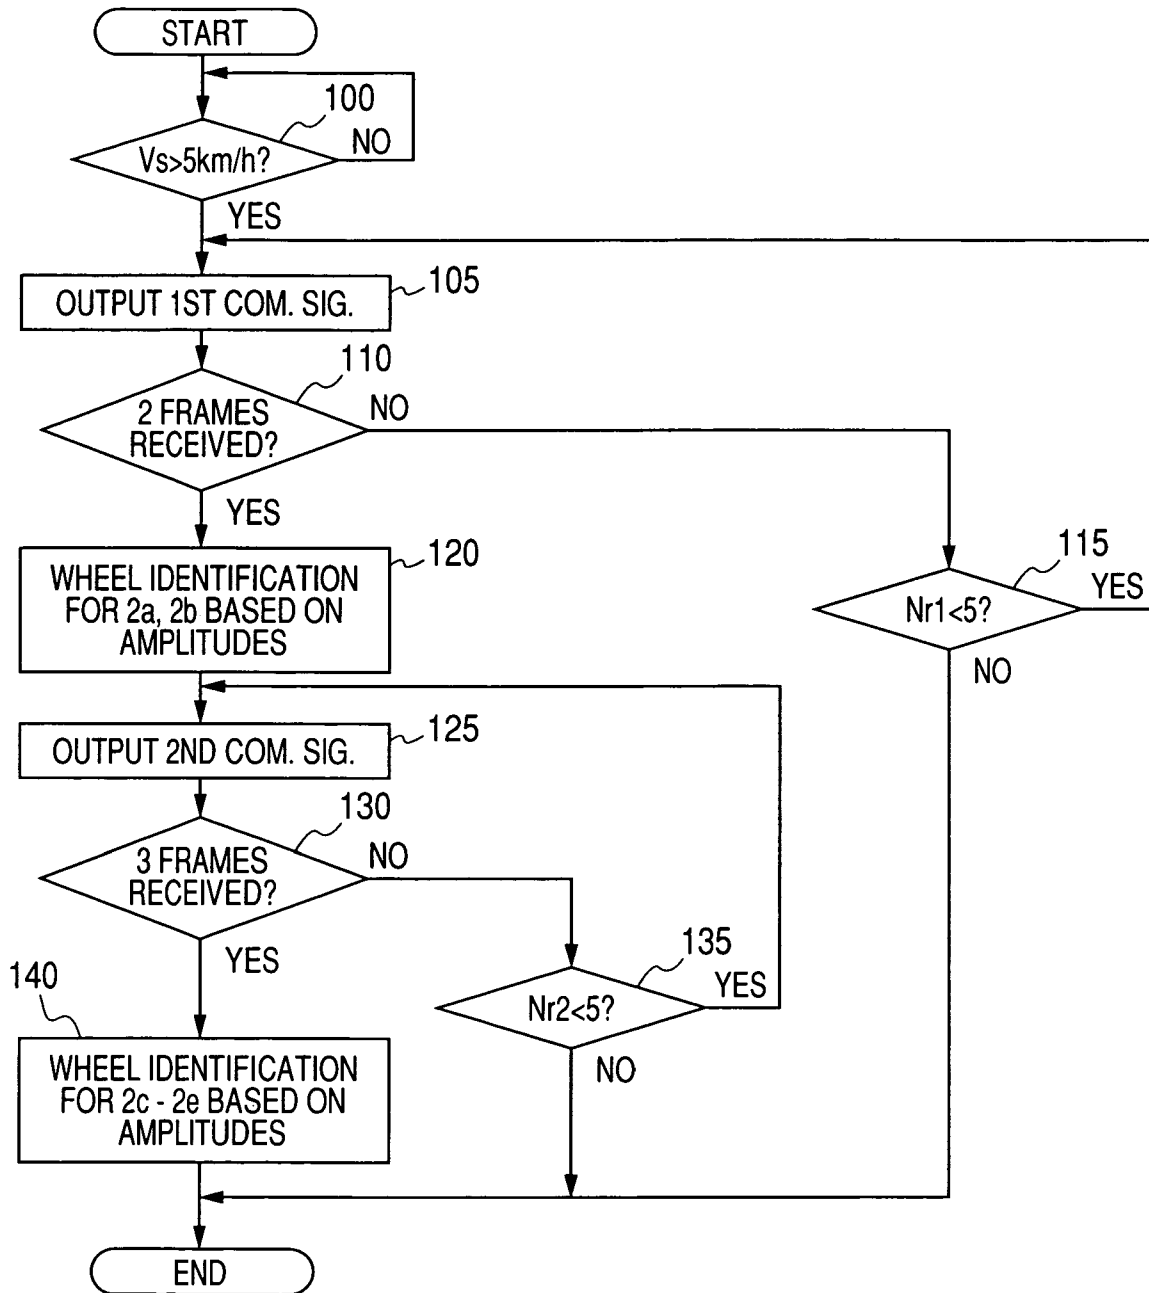 START
100
Vs>5km/h?
NO
YES
OUTPUT 1ST COM. SIG.
105
110
2 FRAMES
RECEIVED?
NO
YES
120
WHEEL IDENTIFICATION
FOR 2a, 2b BASED ON
AMPLITUDES
115
Nr1<5?
YES
NO
OUTPUT 2ND COM. SIG.
125
130
3 FRAMES
RECEIVED?
NO
YES
135
Nr2<5?
YES
NO
140
WHEEL IDENTIFICATION
FOR 2c - 2e BASED ON
AMPLITUDES
END